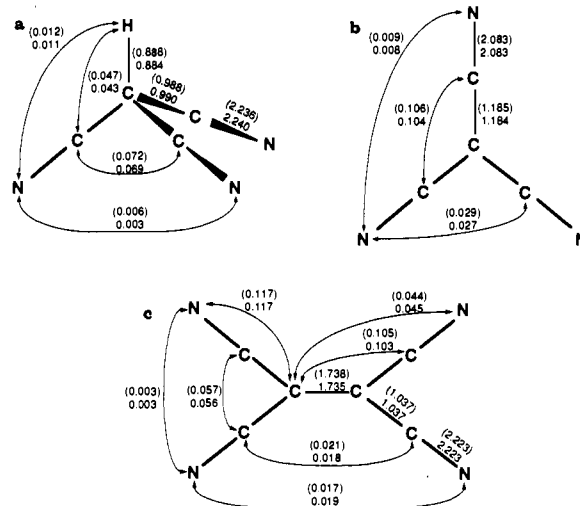 a
H
(0.012)
0.011
(0.888)
0.884
(0.047)
0.043
(0.988)
0.990
C
C
(2.236)
2.240
N
C
C
(0.072)
0.069
N
N
(0.006)
0.003
b
N
(0.009)
0.008
(2.083)
2.083
C
(0.106)
0.104
(1.185)
1.184
C
C
C
(0.029)
0.027
N
N
c
N
(0.117)
0.117
(0.044)
0.045
N
(0.105)
0.103
C
C
(0.003)
0.003
(0.057)
0.056
C
(1.738)
1.735
C
(1.037)
1.037
C
(0.021)
0.018
C
(2.223)
2.223
N
N
(0.017)
0.019